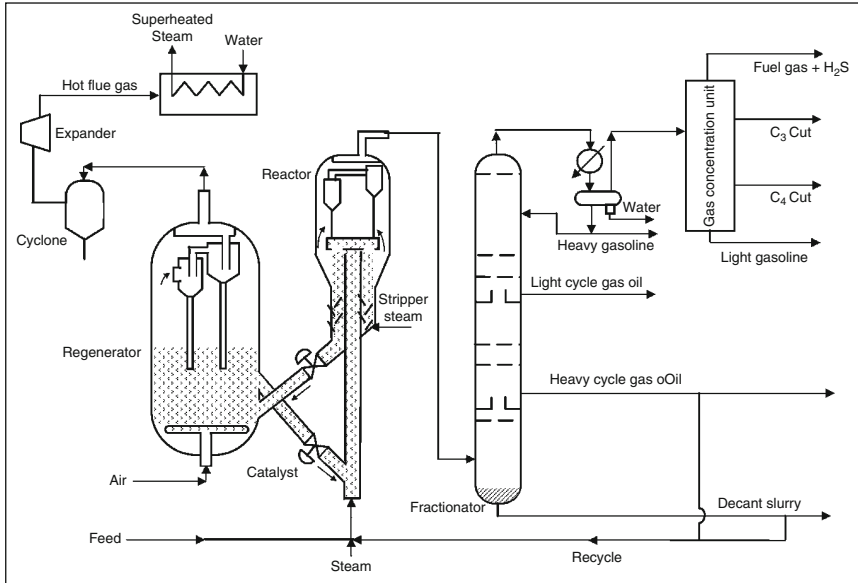 Superheated
Steam
Water
Hot flue gas
Expander
Cyclone
Reactor
Regenerator
Stripper
steam
Air
Catalyst
Feed
Steam
Recycle
Fractionator
Decant slurry
Heavy cycle gas oOil
Light cycle gas oil
Heavy gasoline
Water
Gas concentration unit
Fuel gas + H₂S
C₃ Cut
C₄ Cut
Light gasoline